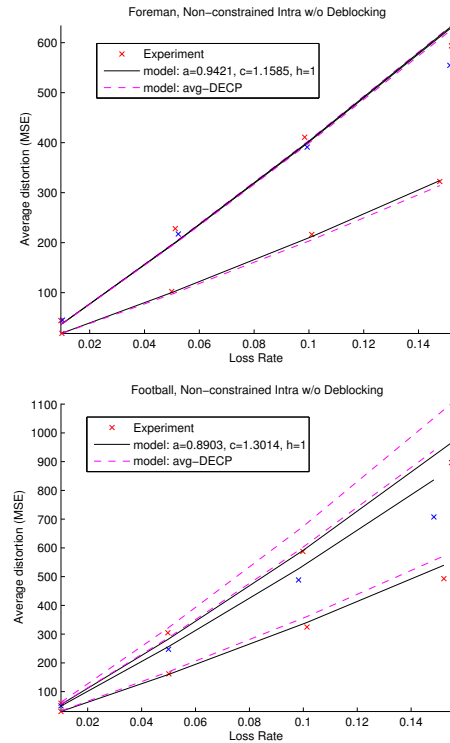 Foreman, Non-constrained Intra w/o Deblocking
600
500
400
300
200
100
Average distortion (MSE)
Experiment
model: a=0.9421, c=1.1585, h=1
model: avg-DECP
0.02 0.04 0.06 0.08 0.1 0.12 0.14
Loss Rate
Football, Non-constrained Intra w/o Deblocking
1100
1000
900
800
700
600
500
400
300
200
100
Average distortion (MSE)
Experiment
model: a=0.8903, c=1.3014, h=1
model: avg-DECP
0.02 0.04 0.06 0.08 0.1 0.12 0.14
Loss Rate